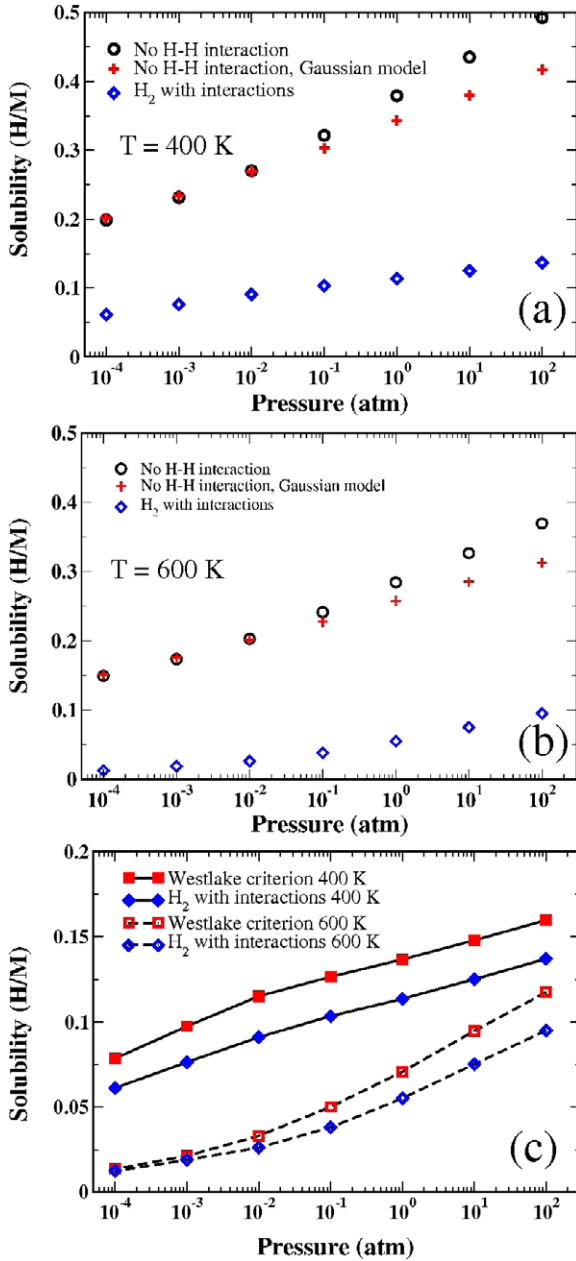 0.5
No H-H interaction
No H-H interaction, Gaussian model
H2 with interactions
0.4
T = 400 K
0.3
Solubility (H/M)
0.2
0.1
(a)
0
10-4 10-3 10-2 10-1 100 101 102
Pressure (atm)
0.5
No H-H interaction
No H-H interaction, Gaussian model
H2 with interactions
0.4
T = 600 K
0.3
Solubility (H/M)
0.2
0.1
(b)
0
10-4 10-3 10-2 10-1 100 101 102
Pressure (atm)
0.2
Westlake criterion 400 K
H2 with interactions 400 K
Westlake criterion 600 K
H2 with interactions 600 K
0.15
Solubility (H/M)
0.1
0.05
(c)
0
10-4 10-3 10-2 10-1 100 101 102
Pressure (atm)